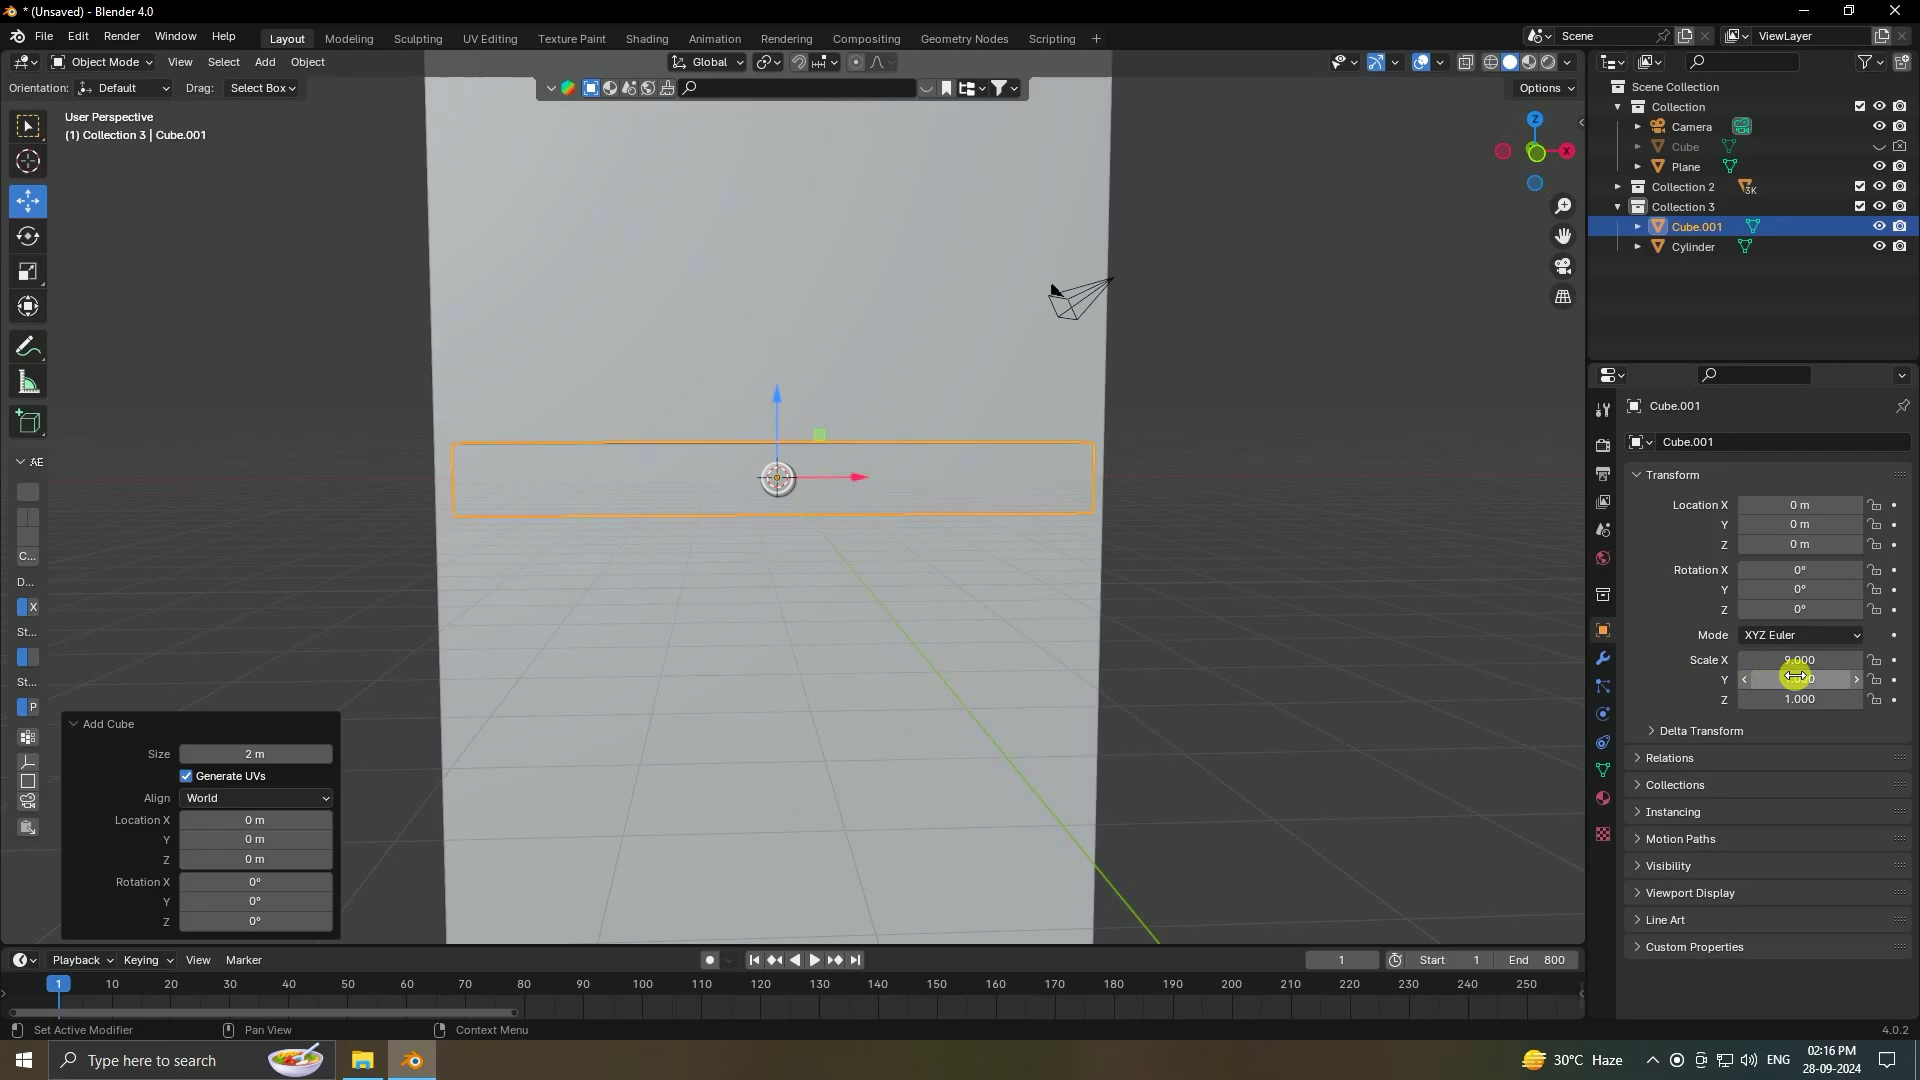 * (Unsaved) - Blender 4.0
File Edit Render Window Help
Layout Modeling Sculpting UV Editing Texture Paint Shading Animation Rendering Compositing Geometry Nodes Scripting +
Scene ViewLayer
Object Mode View Select Add Object Global
Orientation: Default Drag: Select Box Options
User Perspective
(1) Collection 3 | Cube.001
Z
X
Scene Collection
Collection
Camera
Cube
Plane
Collection 2 3K
Collection 3
Cube.001
Cylinder
Cube.001
Cube.001
Transform
Location X 0 m
Y 0 m
Z 0 m
Rotation X 0°
Y 0°
Z 0°
Mode XYZ Euler
Scale X 9.000
Y
Z 1.000
Delta Transform
Relations
Collections
Instancing
Motion Paths
Visibility
Viewport Display
Line Art
Custom Properties
AE
C...
D...
X
St...
St...
P
Add Cube
Size 2 m
Generate UVs
Align World
Location X 0 m
Y 0 m
Z 0 m
Rotation X 0°
Y 0°
Z 0°
Playback Keying View Marker 1 Start 1 End 800
1 10 20 30 40 50 60 70 80 90 100 110 120 130 140 150 160 170 180 190 200 210 220 230 240 250
Set Active Modifier Pan View Context Menu 4.0.2
Type here to search 30°C Haze ENG 02:16 PM
28-09-2024